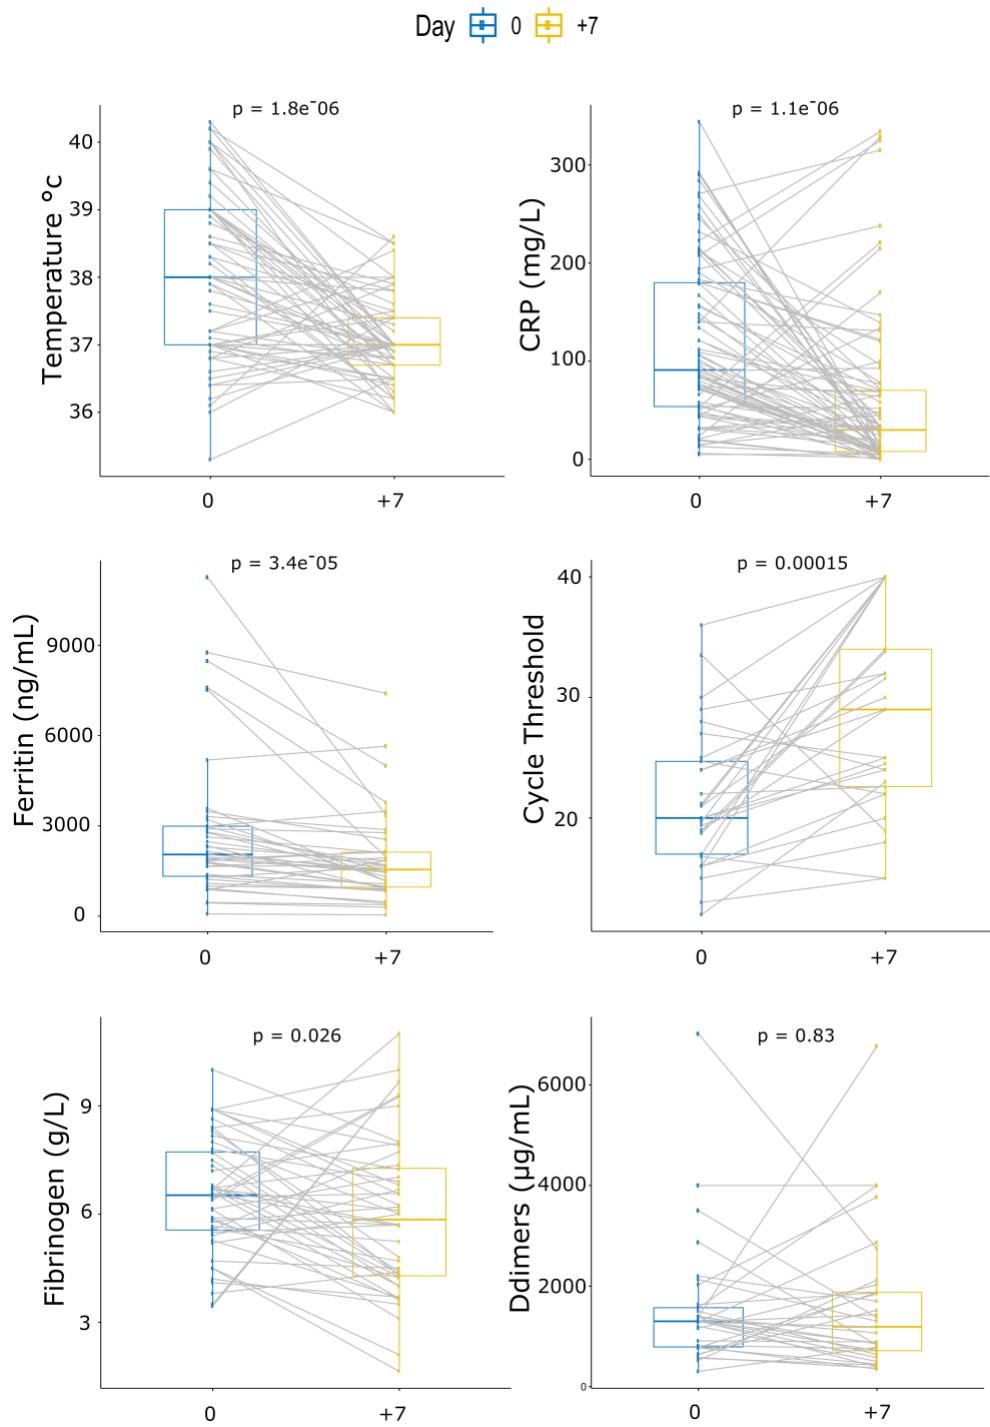 Day 0 +7
p = 1.8e-06
Temperature °c
40
39
38
37
36
0 +7
p = 1.1e-06
CRP (mg/L)
300
200
100
0
0 +7
p = 3.4e-05
Ferritin (ng/mL)
9000
6000
3000
0
0 +7
p = 0.00015
Cycle Threshold
40
30
20
0 +7
p = 0.026
Fibrinogen (g/L)
9
6
3
0 +7
p = 0.83
Ddimers (µg/mL)
6000
4000
2000
0
0 +7